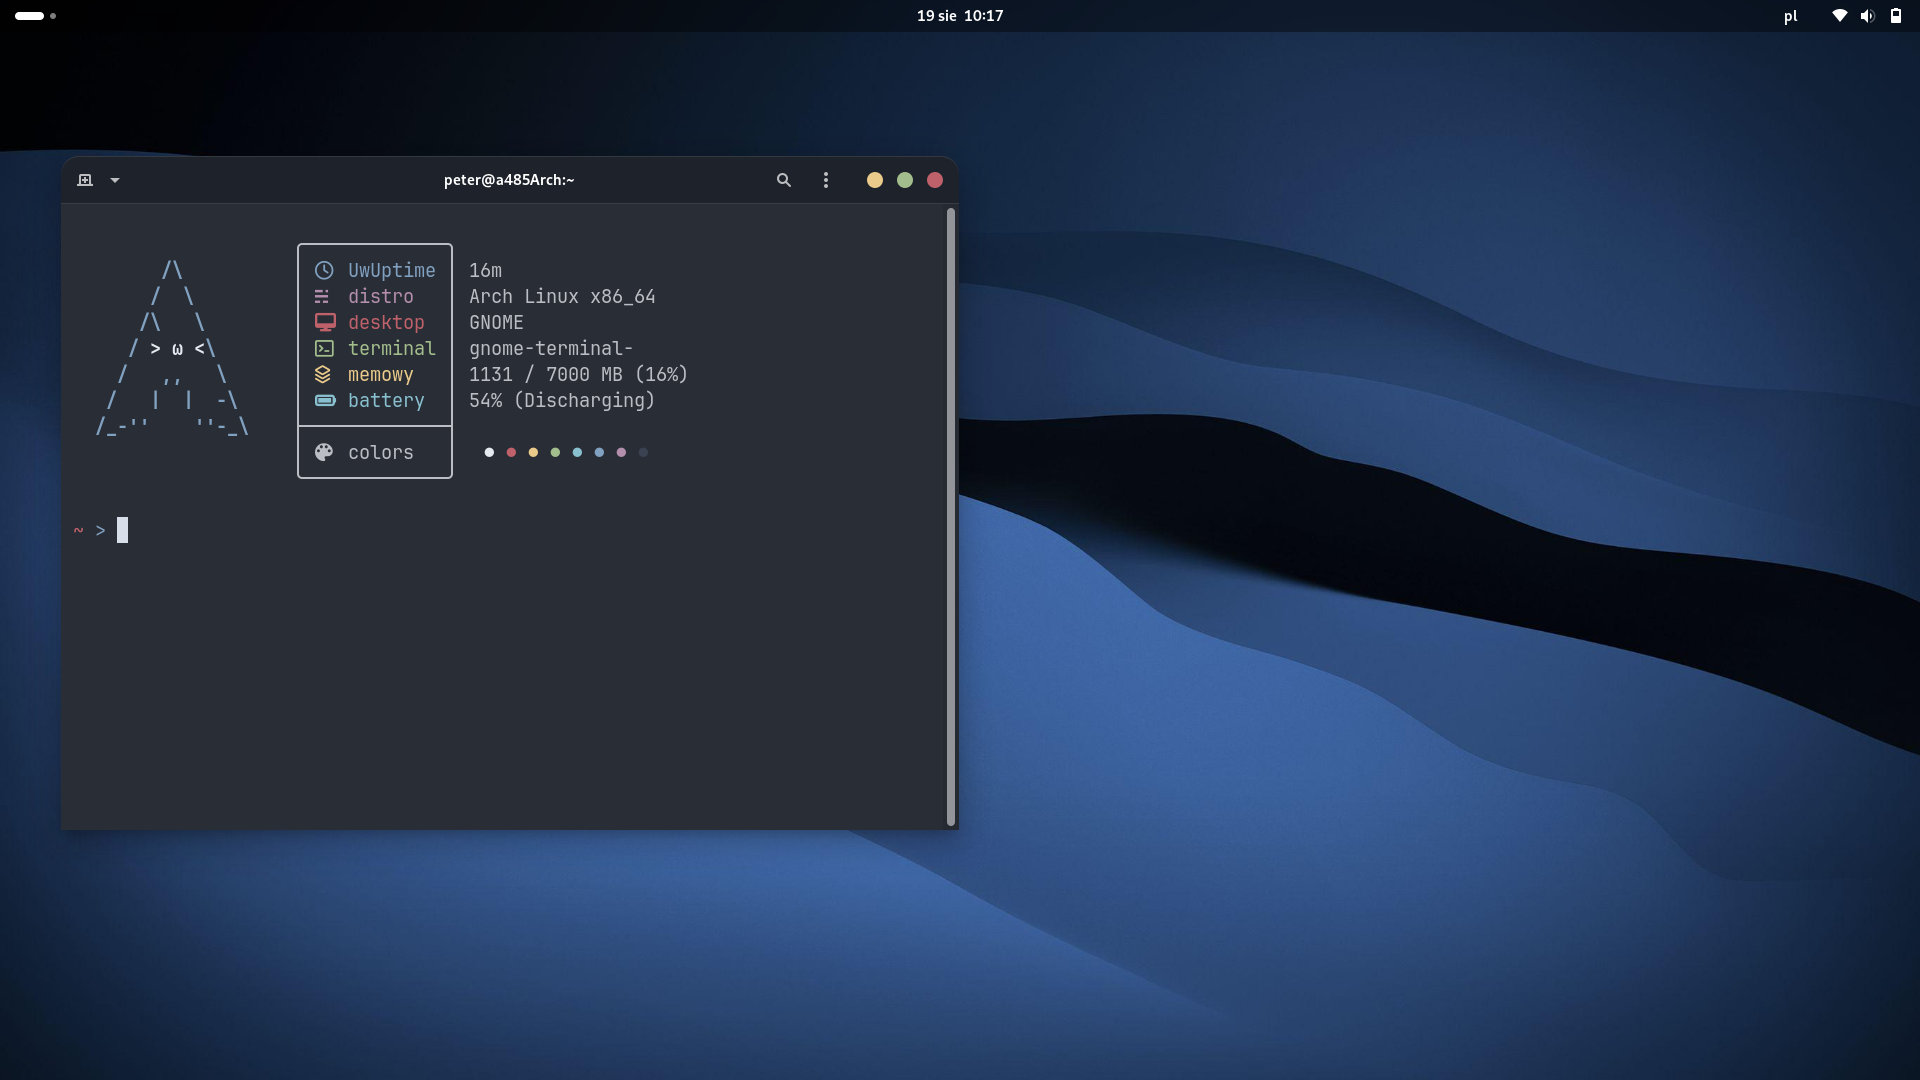 19 sie 10:17
pl
peter@a485Arch:~
/\
/  \
/\   \
/ > ω <\
/   ,,   \
/   |  |  -\
/_-''    ''-_\
UwUptime 16m
distro Arch Linux x86_64
desktop GNOME
terminal gnome-terminal-
memowy 1131 / 7000 MB (16%)
battery 54% (Discharging)
colors
~ >